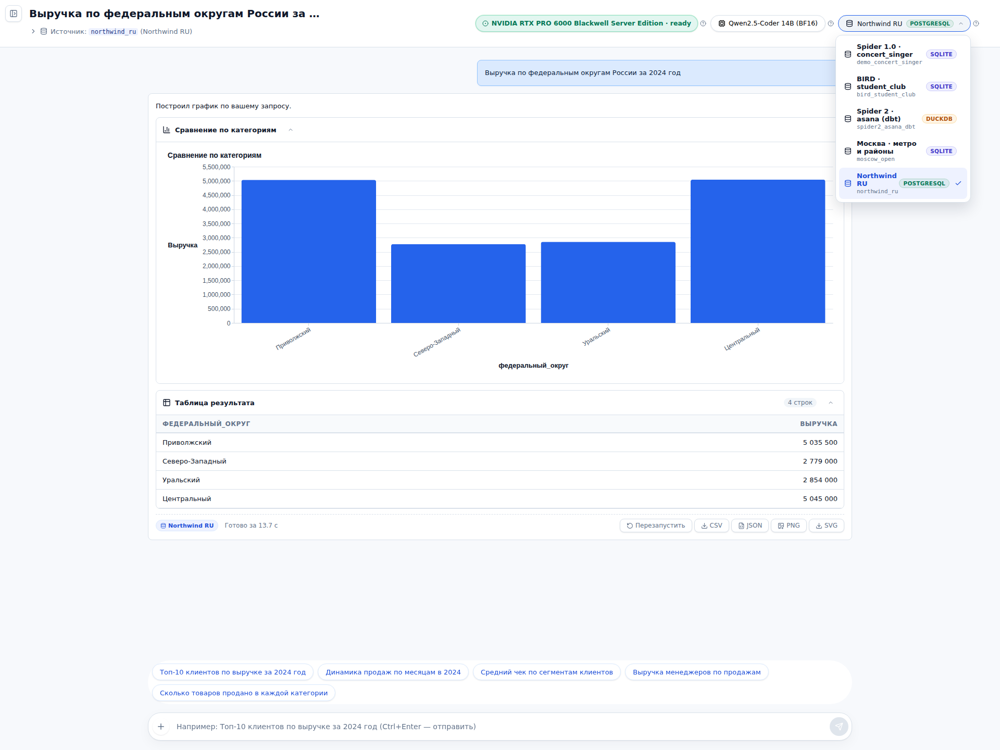 Выручка по федеральным округам России за ...
Источник: northwind_ru (Northwind RU)
NVIDIA RTX PRO 6000 Blackwell Server Edition · ready
Qwen2.5-Coder 14B (BF16)
Northwind RU POSTGRESQL
Spider 1.0 ·
concert_singer
demo_concert_singer
SQLITE
BIRD ·
student_club
bird_student_club
SQLITE
Spider 2 ·
asana (dbt)
spider2_asana_dbt
DUCKDB
Москва · метро
и районы
moscow_open
SQLITE
Northwind
RU
northwind_ru
POSTGRESQL
Выручка по федеральным округам России за 2024 год
Построил график по вашему запросу.
Сравнение по категориям
Сравнение по категориям
5,500,000
5,000,000
4,500,000
4,000,000
3,500,000
3,000,000
Выручка
2,500,000
2,000,000
1,500,000
1,000,000
500,000
0
Приволжский
Северо-Западный
Уральский
Центральный
федеральный_округ
Таблица результата
4 строк
ФЕДЕРАЛЬНЫЙ_ОКРУГ ВЫРУЧКА
Приволжский 5 035 500
Северо-Западный 2 779 000
Уральский 2 854 000
Центральный 5 045 000
Northwind RU Готово за 13.7 с
Перезапустить CSV JSON PNG SVG
Топ-10 клиентов по выручке за 2024 год
Динамика продаж по месяцам в 2024
Средний чек по сегментам клиентов
Выручка менеджеров по продажам
Сколько товаров продано в каждой категории
Например: Топ-10 клиентов по выручке за 2024 год (Ctrl+Enter — отправить)